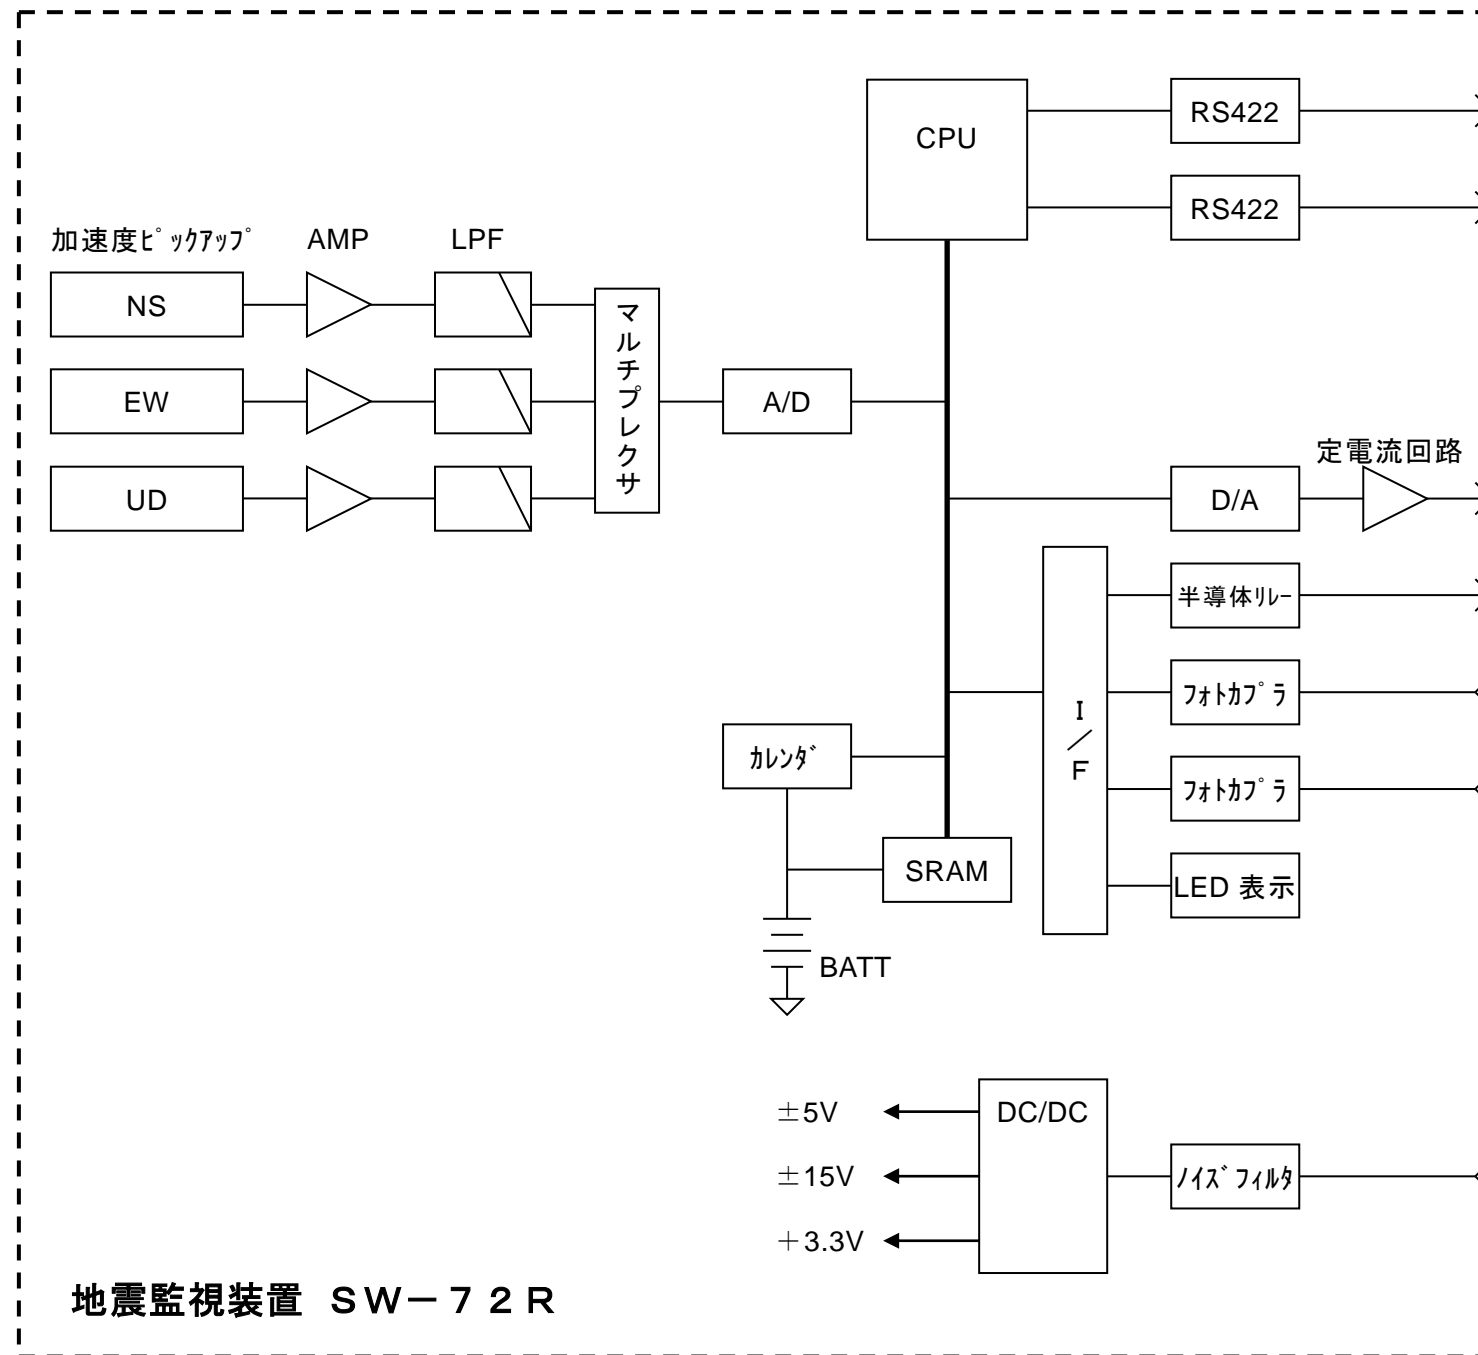 CPU
RS422
RS422
加速度ﾋﾟｯｸｱｯﾌﾟ
AMP
LPF
NS
EW
UD
マルチプレクサ
A/D
定電流回路
D/A
半導体ﾘﾚｰ
ﾌｫﾄｶﾌﾟﾗ
I／F
ｶﾚﾝﾀﾞ
ﾌｫﾄｶﾌﾟﾗ
SRAM
LED 表示
BATT
DC/DC
±5V
±15V
＋3.3V
ﾉｲｽﾞﾌｨﾙﾀ
地震監視装置 ＳＷ－７２Ｒ